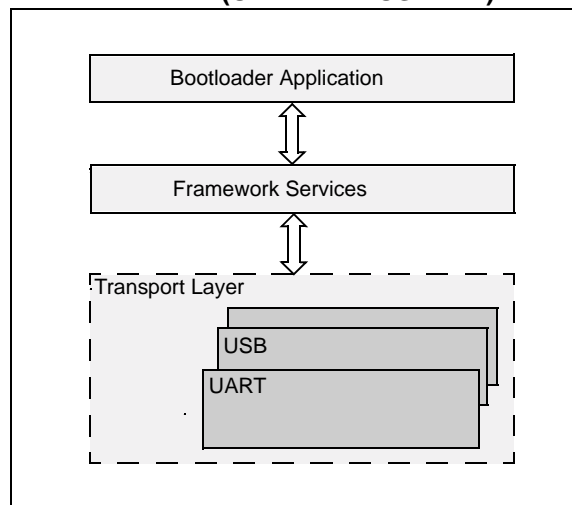 Bootloader Application
Framework Services
Transport Layer
USB
UART